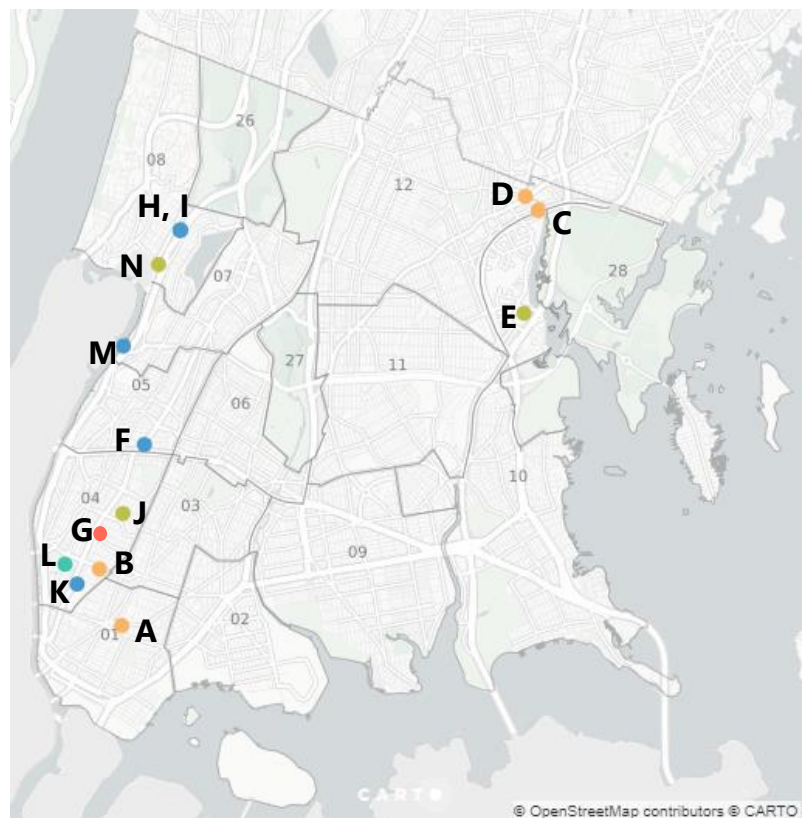 26
08
12
D
H, I
C
N
07
28
E
M
27
11
05
06
F
10
04
J
03
G
L
B
09
K
02
01
A
CARTO
© OpenStreetMap contributors © CARTO